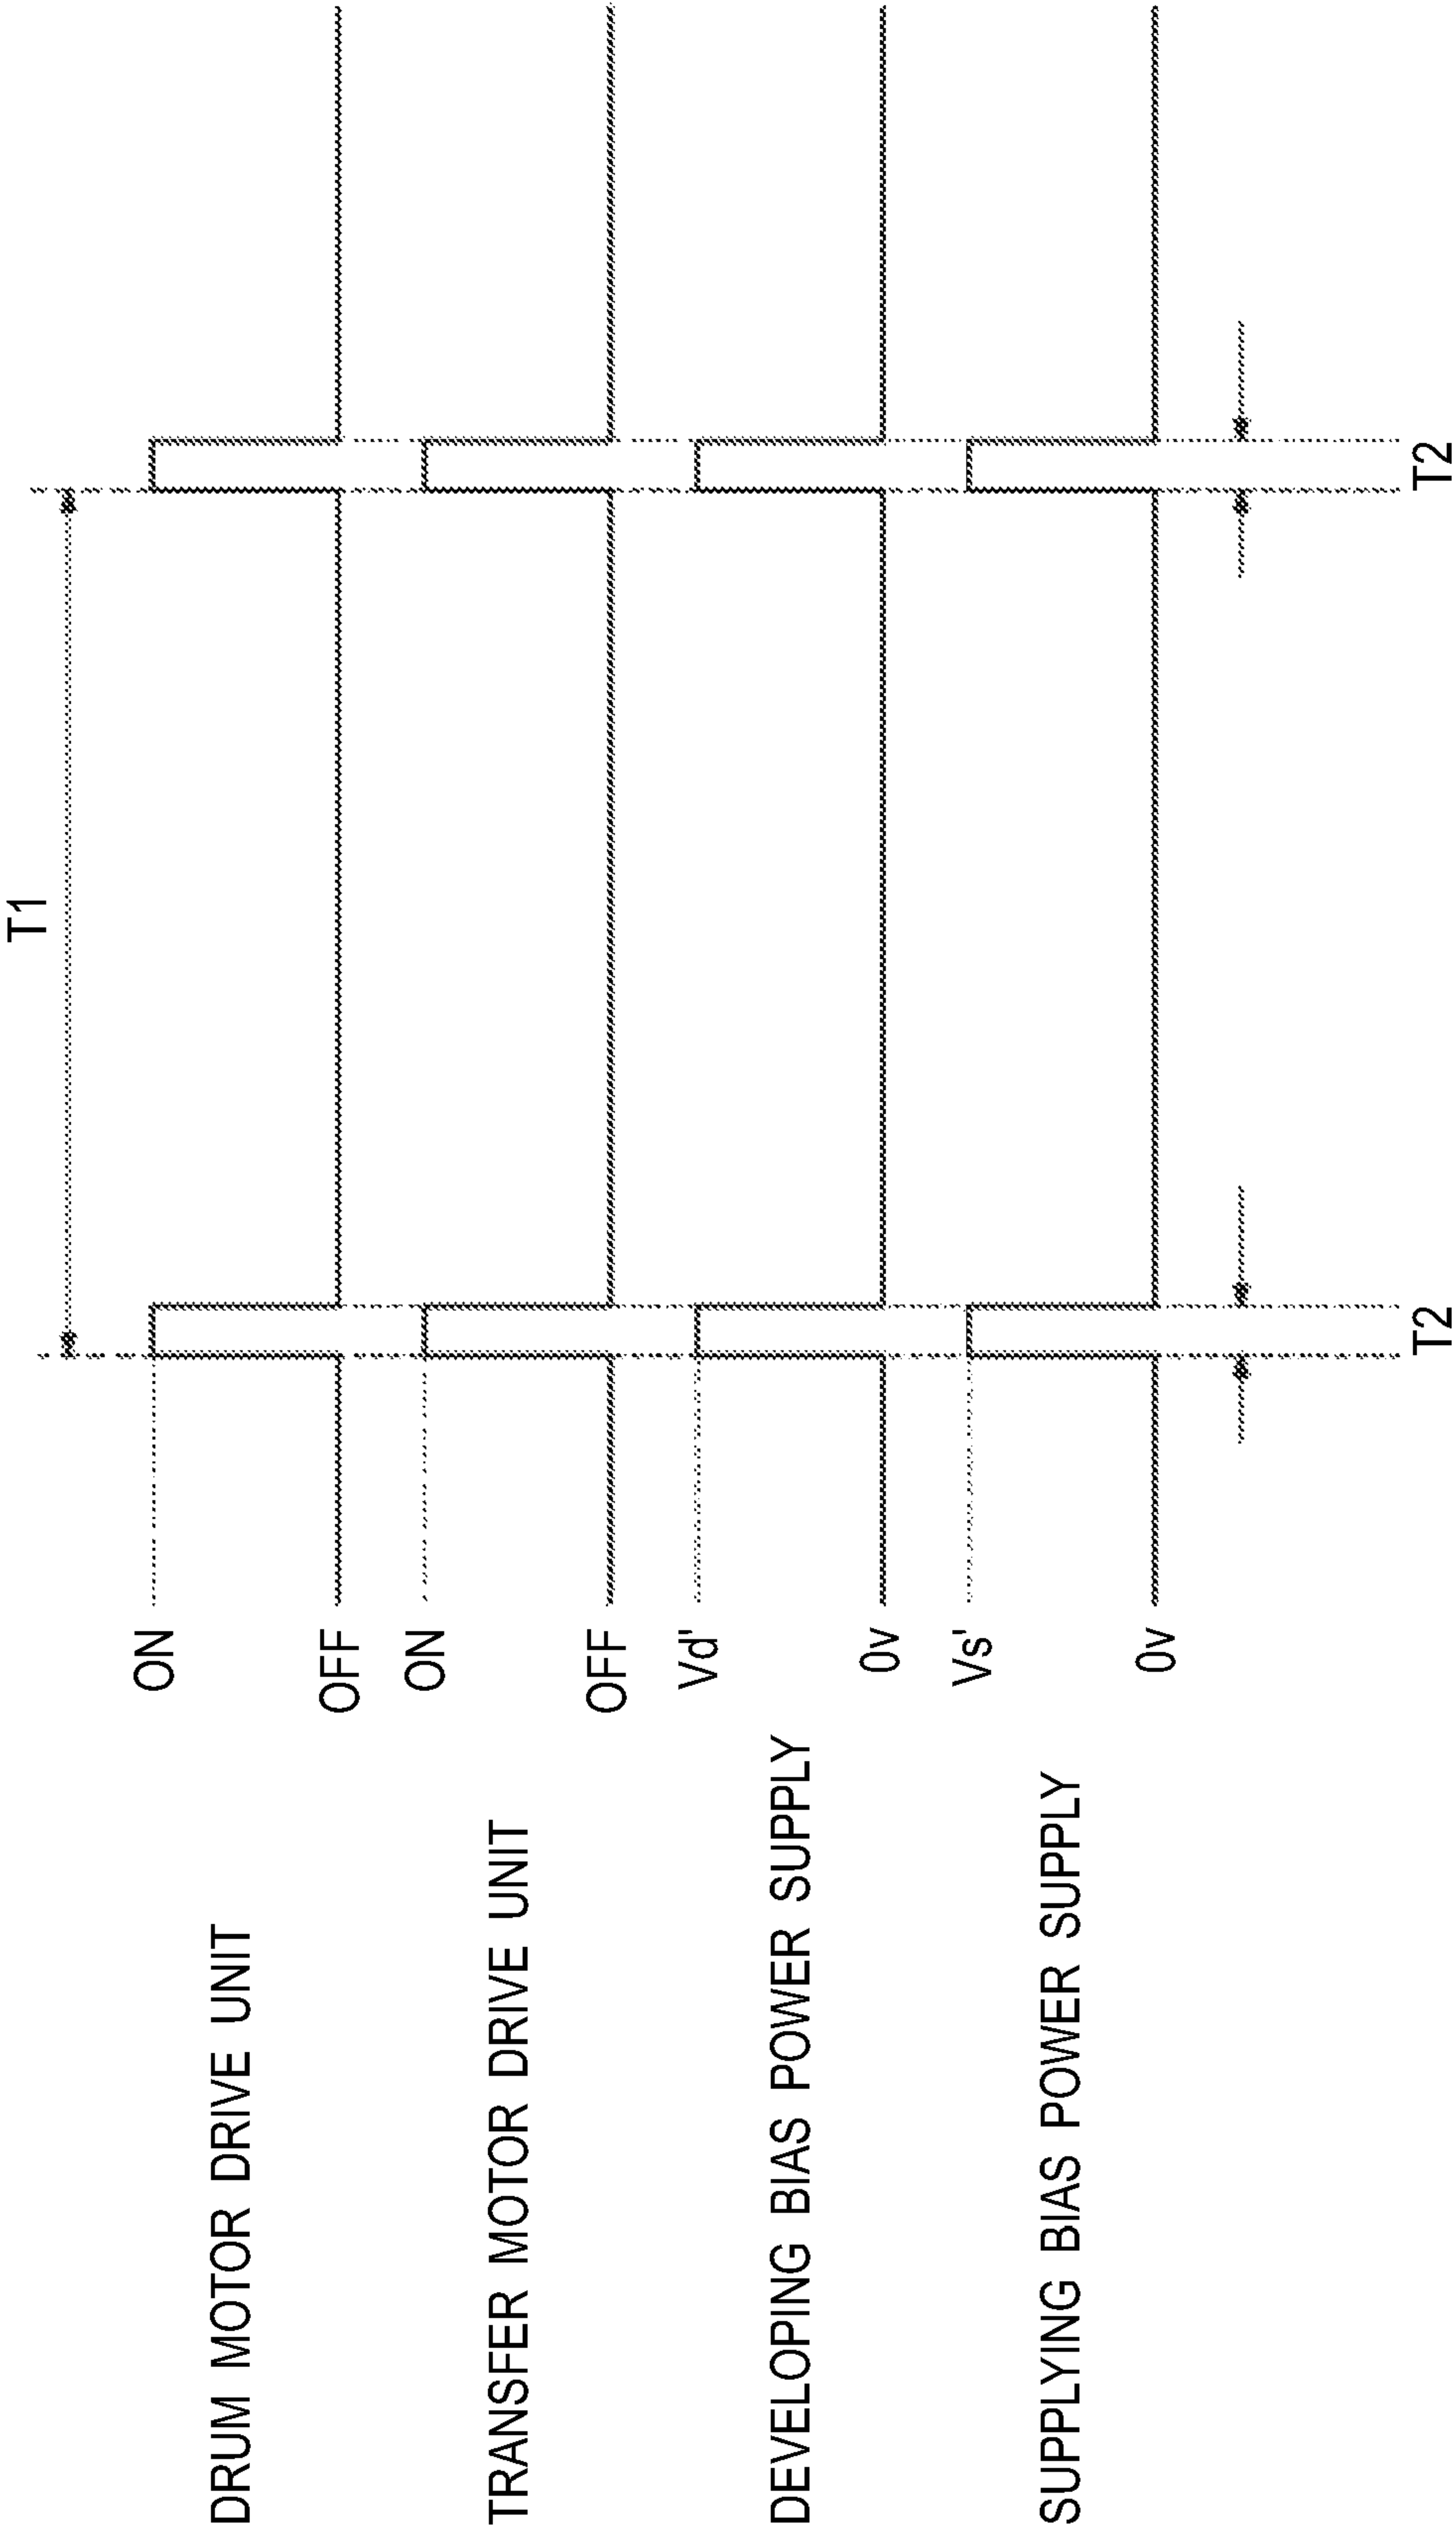 T1
DRUM MOTOR DRIVE UNIT
ON
OFF
TRANSFER MOTOR DRIVE UNIT
ON
OFF
DEVELOPING BIAS POWER SUPPLY
Vd'
0v
SUPPLYING BIAS POWER SUPPLY
Vs'
0v
T2
T2